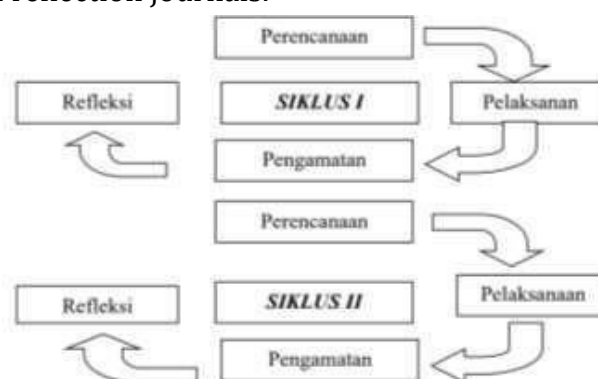 Perencanaan
Refleksi SIKLUS I Pelaksanan
Pengamatan
Perencanaan
Refleksi SIKLUS II Pelaksanaan
Pengamatan